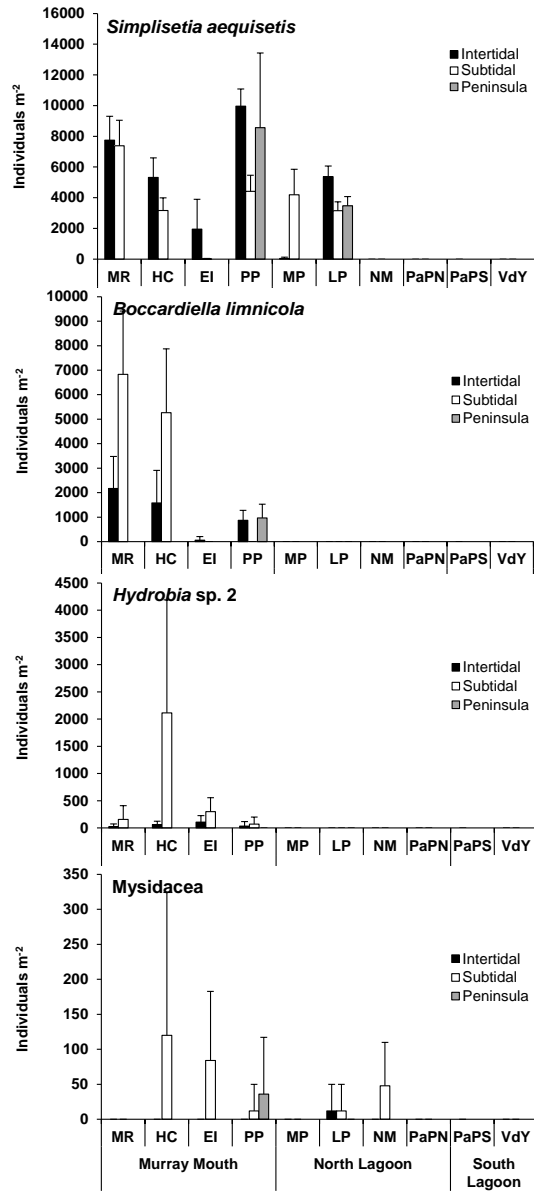 Simplisetia aequisetis
16000
14000
12000
10000
8000
6000
4000
2000
0
Individuals m-2
Intertidal
Subtidal
Peninsula
MR HC EI PP MP LP NM PaPN PaPS VdY
Boccardiella limnicola
10000
9000
8000
7000
6000
5000
4000
3000
2000
1000
0
Individuals m-2
Intertidal
Subtidal
Peninsula
MR HC EI PP MP LP NM PaPN PaPS VdY
Hydrobia sp. 2
4500
4000
3500
3000
2500
2000
1500
1000
500
0
Individuals m-2
Intertidal
Subtidal
Peninsula
MR HC EI PP MP LP NM PaPN PaPS VdY
Mysidacea
350
300
250
200
150
100
50
0
Individuals m-2
Intertidal
Subtidal
Peninsula
MR HC EI PP MP LP NM PaPN PaPS VdY
Murray Mouth North Lagoon South
Lagoon